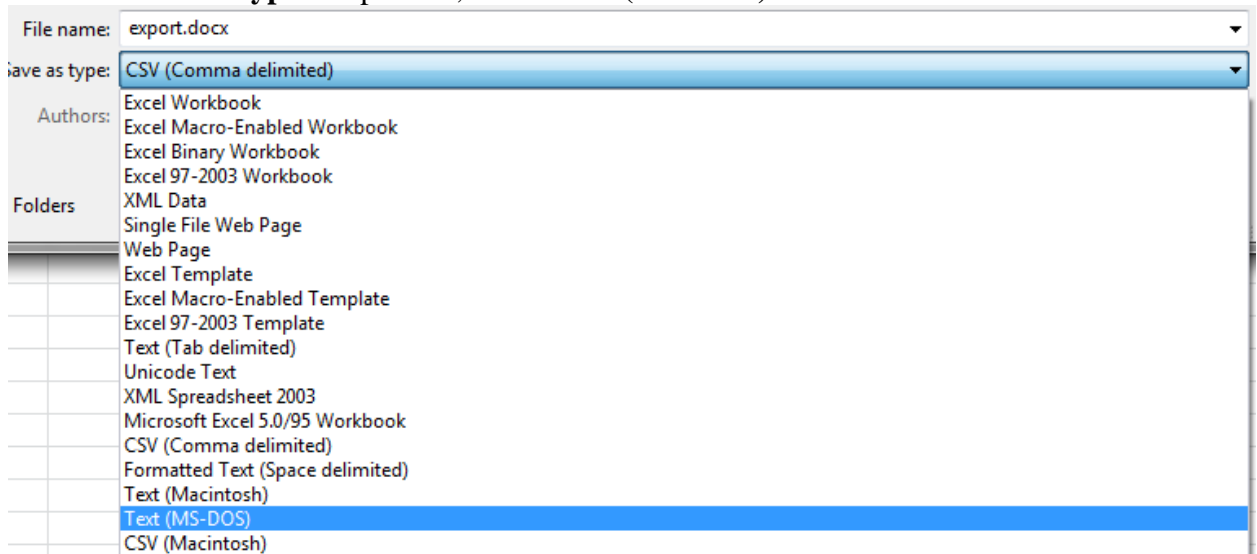 File name: export.docx
Save as type: CSV (Comma delimited)
Authors:
Folders
Excel Workbook
Excel Macro-Enabled Workbook
Excel Binary Workbook
Excel 97-2003 Workbook
XML Data
Single File Web Page
Web Page
Excel Template
Excel Macro-Enabled Template
Excel 97-2003 Template
Text (Tab delimited)
Unicode Text
XML Spreadsheet 2003
Microsoft Excel 5.0/95 Workbook
CSV (Comma delimited)
Formatted Text (Space delimited)
Text (Macintosh)
Text (MS-DOS)
CSV (Macintosh)